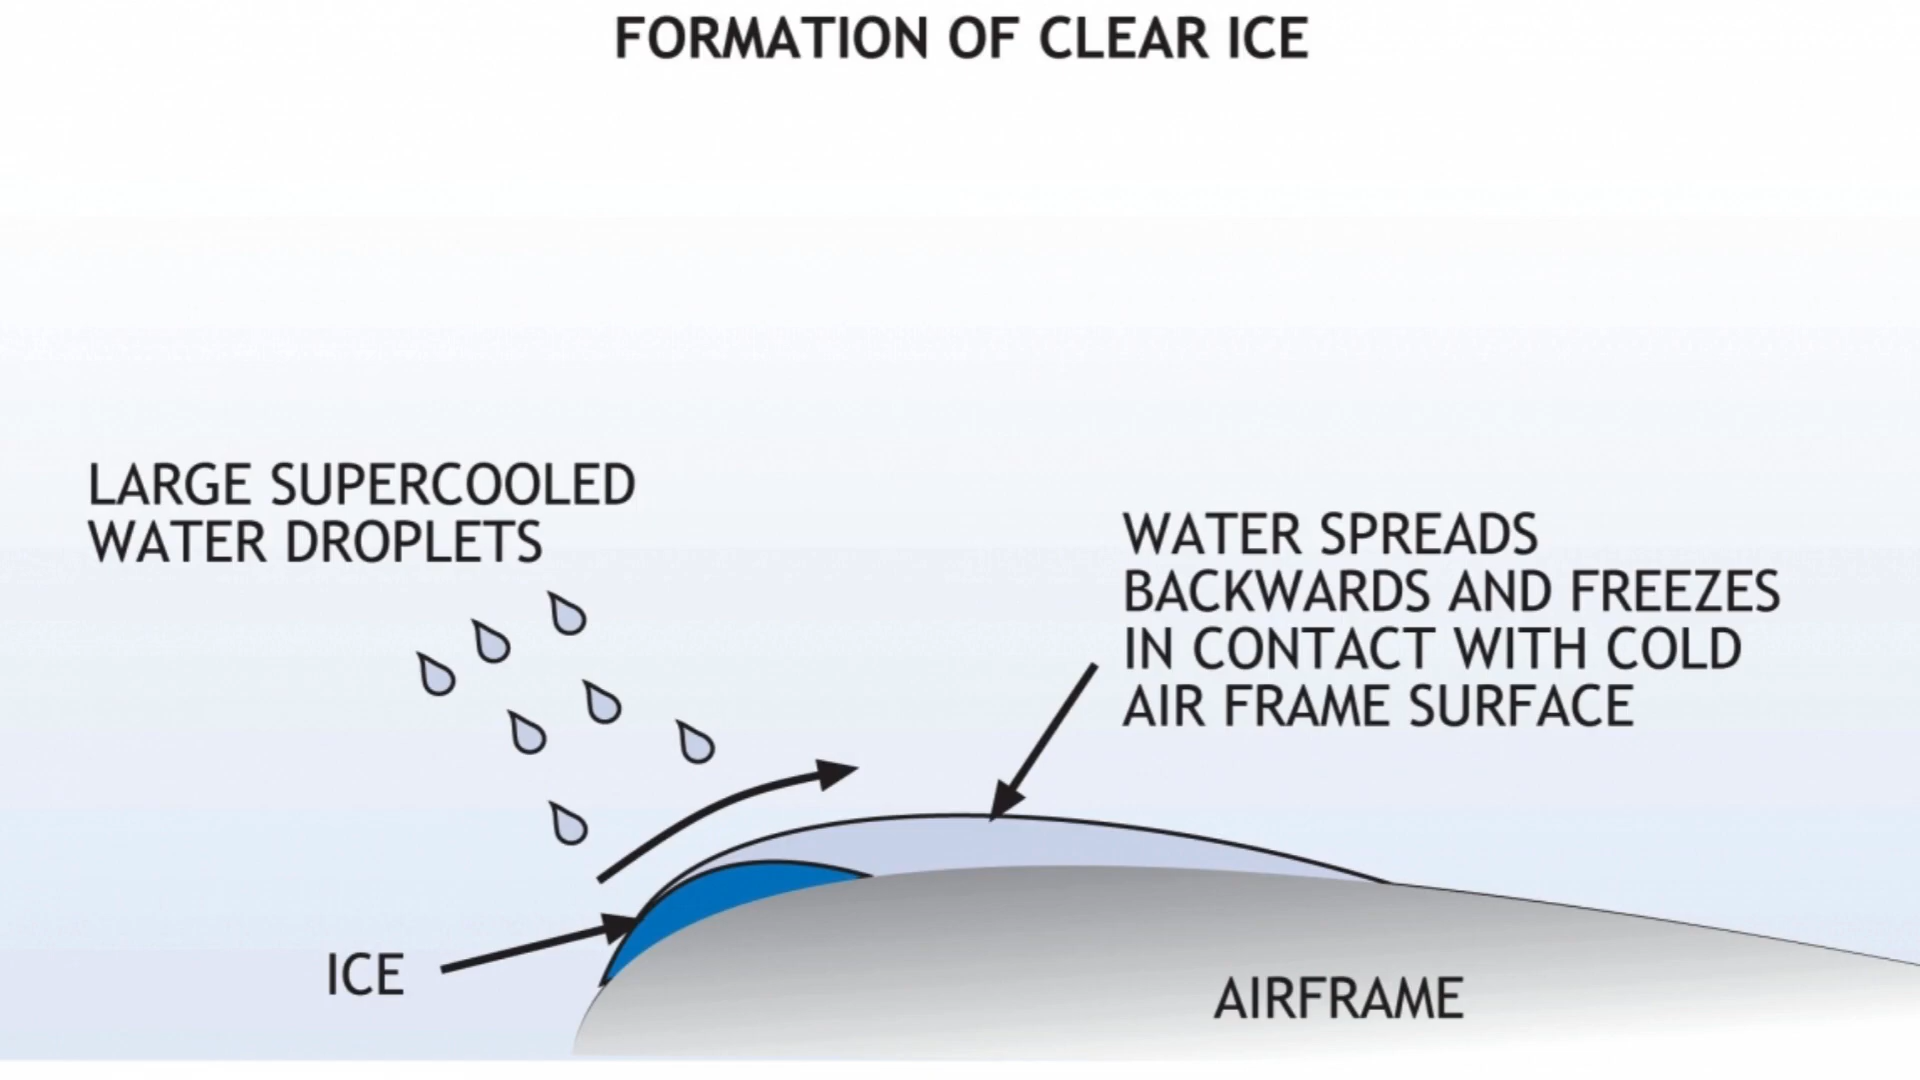 FORMATION OF CLEAR ICE
LARGE SUPERCOOLED
WATER DROPLETS
WATER SPREADS
BACKWARDS AND FREEZES
IN CONTACT WITH COLD
AIR FRAME SURFACE
ICE
AIRFRAME